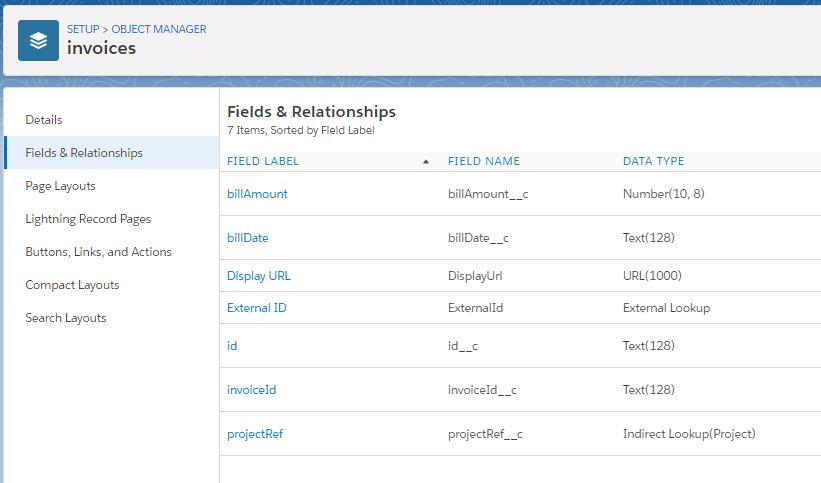 SETUP > OBJECT MANAGER
invoices
Details
Fields & Relationships
Page Layouts
Lightning Record Pages
Buttons, Links, and Actions
Compact Layouts
Search Layouts
Fields & Relationships
7 Items, Sorted by Field Label
FIELD LABEL FIELD NAME DATA TYPE
billAmount billAmount__c Number(10, 8)
billDate billDate__c Text(128)
Display URL DisplayUrl URL(1000)
External ID ExternalId External Lookup
id id__c Text(128)
invoiceId invoiceId__c Text(128)
projectRef projectRef__c Indirect Lookup(Project)